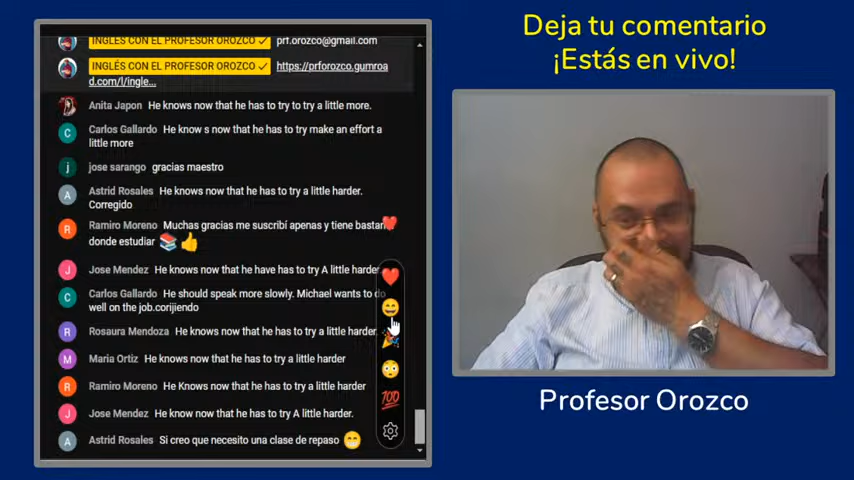 Deja tu comentario
¡Estás en vivo!
INGLÉS CON EL PROFESOR OROZCO prf.orozco@gmail.com
INGLÉS CON EL PROFESOR OROZCO https://prforozco.gumroa
d.com/l/ingle...
Anita Japon He knows now that he has to try to try a little more.
C Carlos Gallardo He know s now that he has to try make an effort a
little more
j jose sarango gracias maestro
A Astrid Rosales He knows now that he has to try a little harder.
Corregido
R Ramiro Moreno Muchas gracias me suscribí apenas y tiene bastan
donde estudiar
J Jose Mendez He knows now that he have has to try A little harder
C Carlos Gallardo He should speak more slowly. Michael wants to do
well on the job.corijiendo
R Rosaura Mendoza He knows now that he has to try a little harder.
M Maria Ortiz He knows now that he has to try a little harder
R Ramiro Moreno He Knows now that he has to try a little harder
J Jose Mendez He know now that he has to try A little harder.
A Astrid Rosales Si creo que necesito una clase de repaso
100
Profesor Orozco